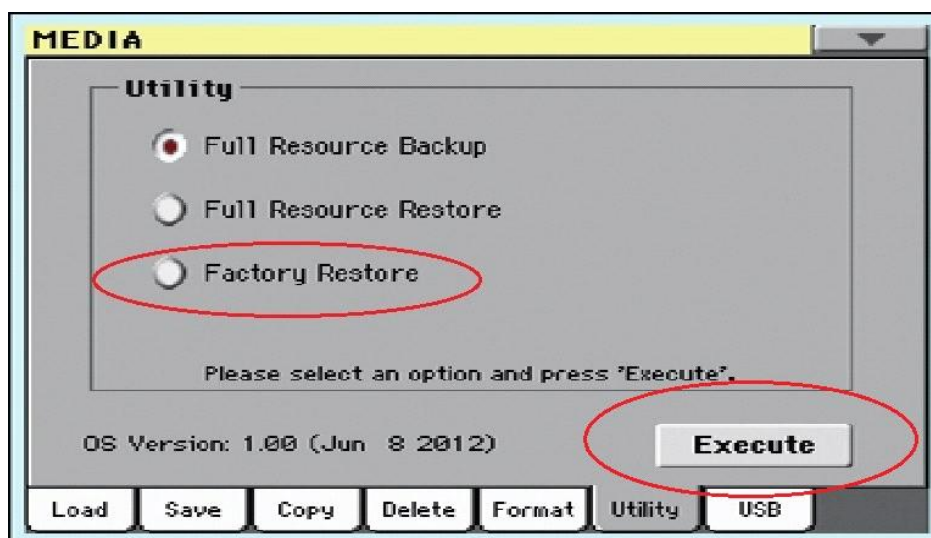 MEDIA
Utility
Full Resource Backup
Full Resource Restore
Factory Restore
Please select an option and press "Execute".
OS Version: 1.00 (Jun 8 2012)
Execute
Load Save Copy Delete Format Utility USB